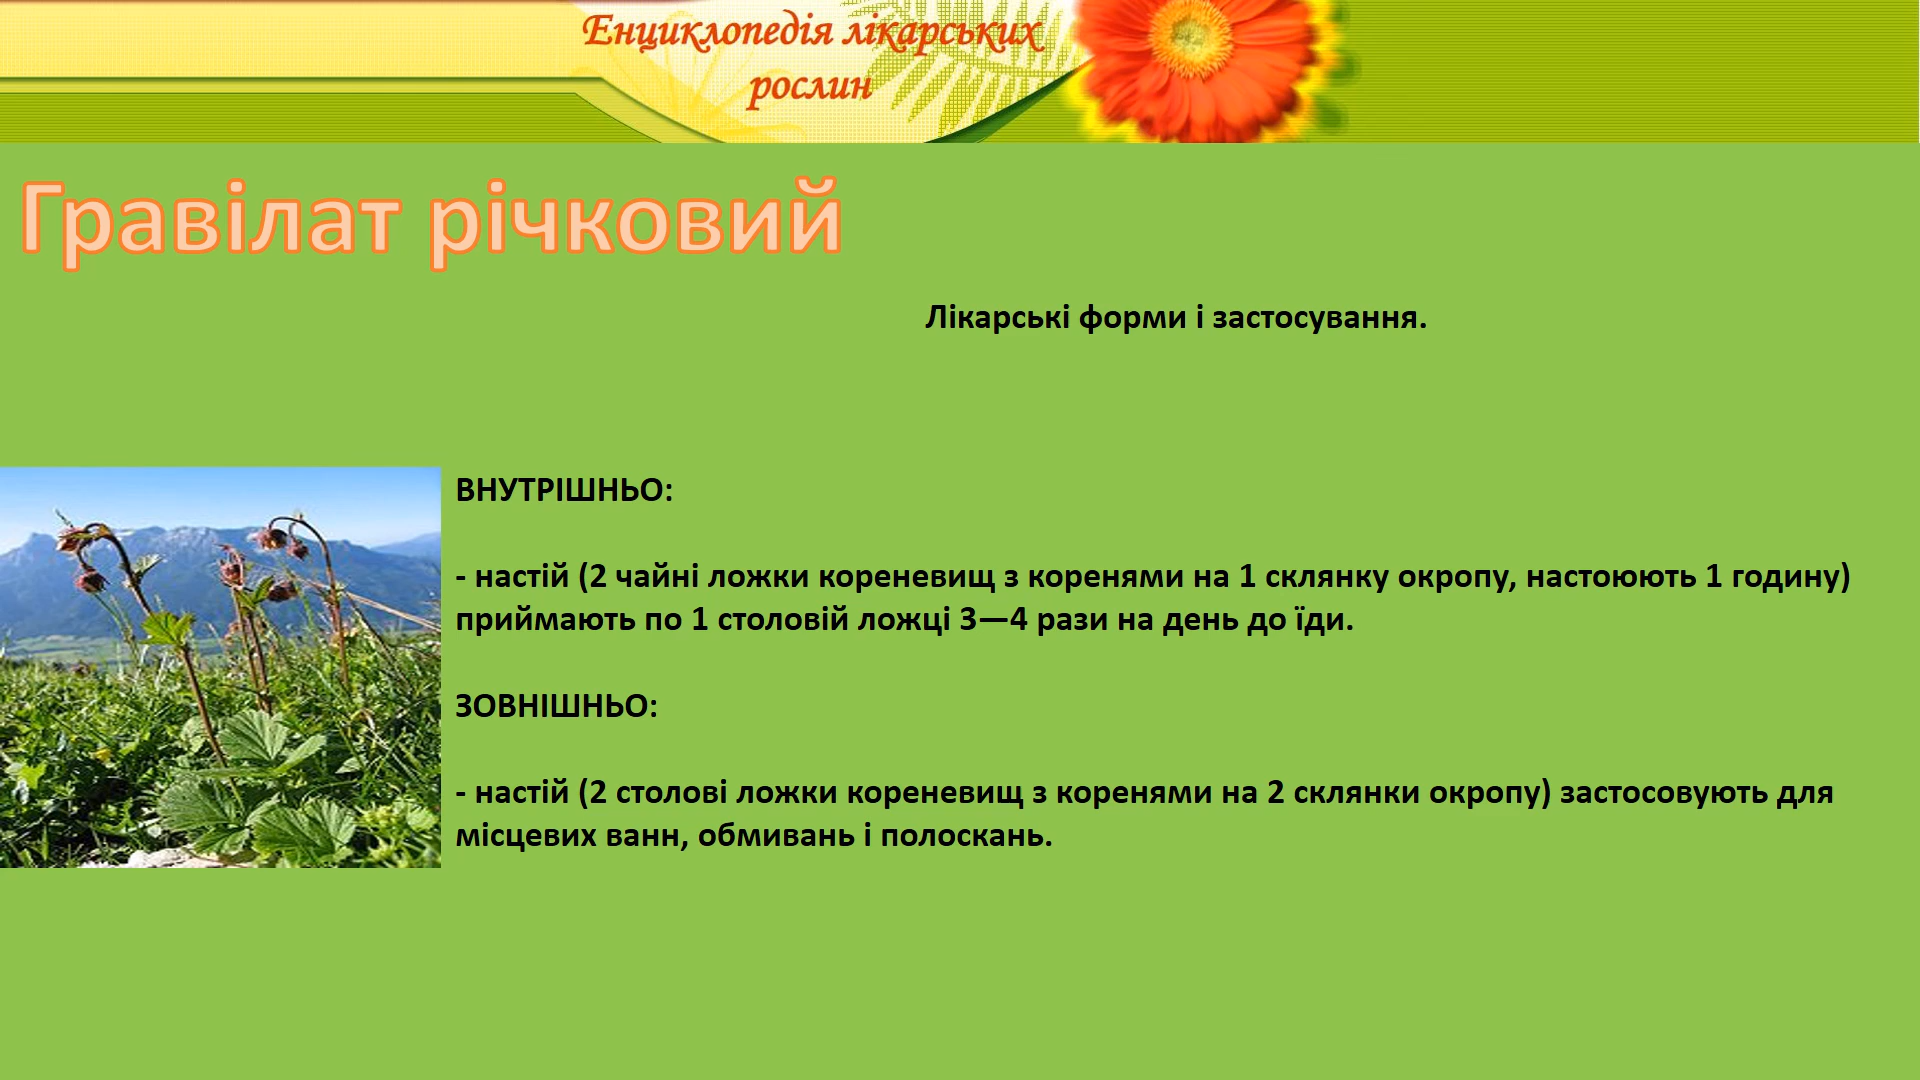 Енциклопедія лікарських
рослин
Гравілат річковий
Лікарські форми і застосування.
ВНУТРІШНЬО:
- настій (2 чайні ложки кореневищ з коренями на 1 склянку окропу, настоюють 1 годину)
приймають по 1 столовій ложці 3—4 рази на день до їди.
ЗОВНІШНЬО:
- настій (2 столові ложки кореневищ з коренями на 2 склянки окропу) застосовують для
місцевих ванн, обмивань і полоскань.